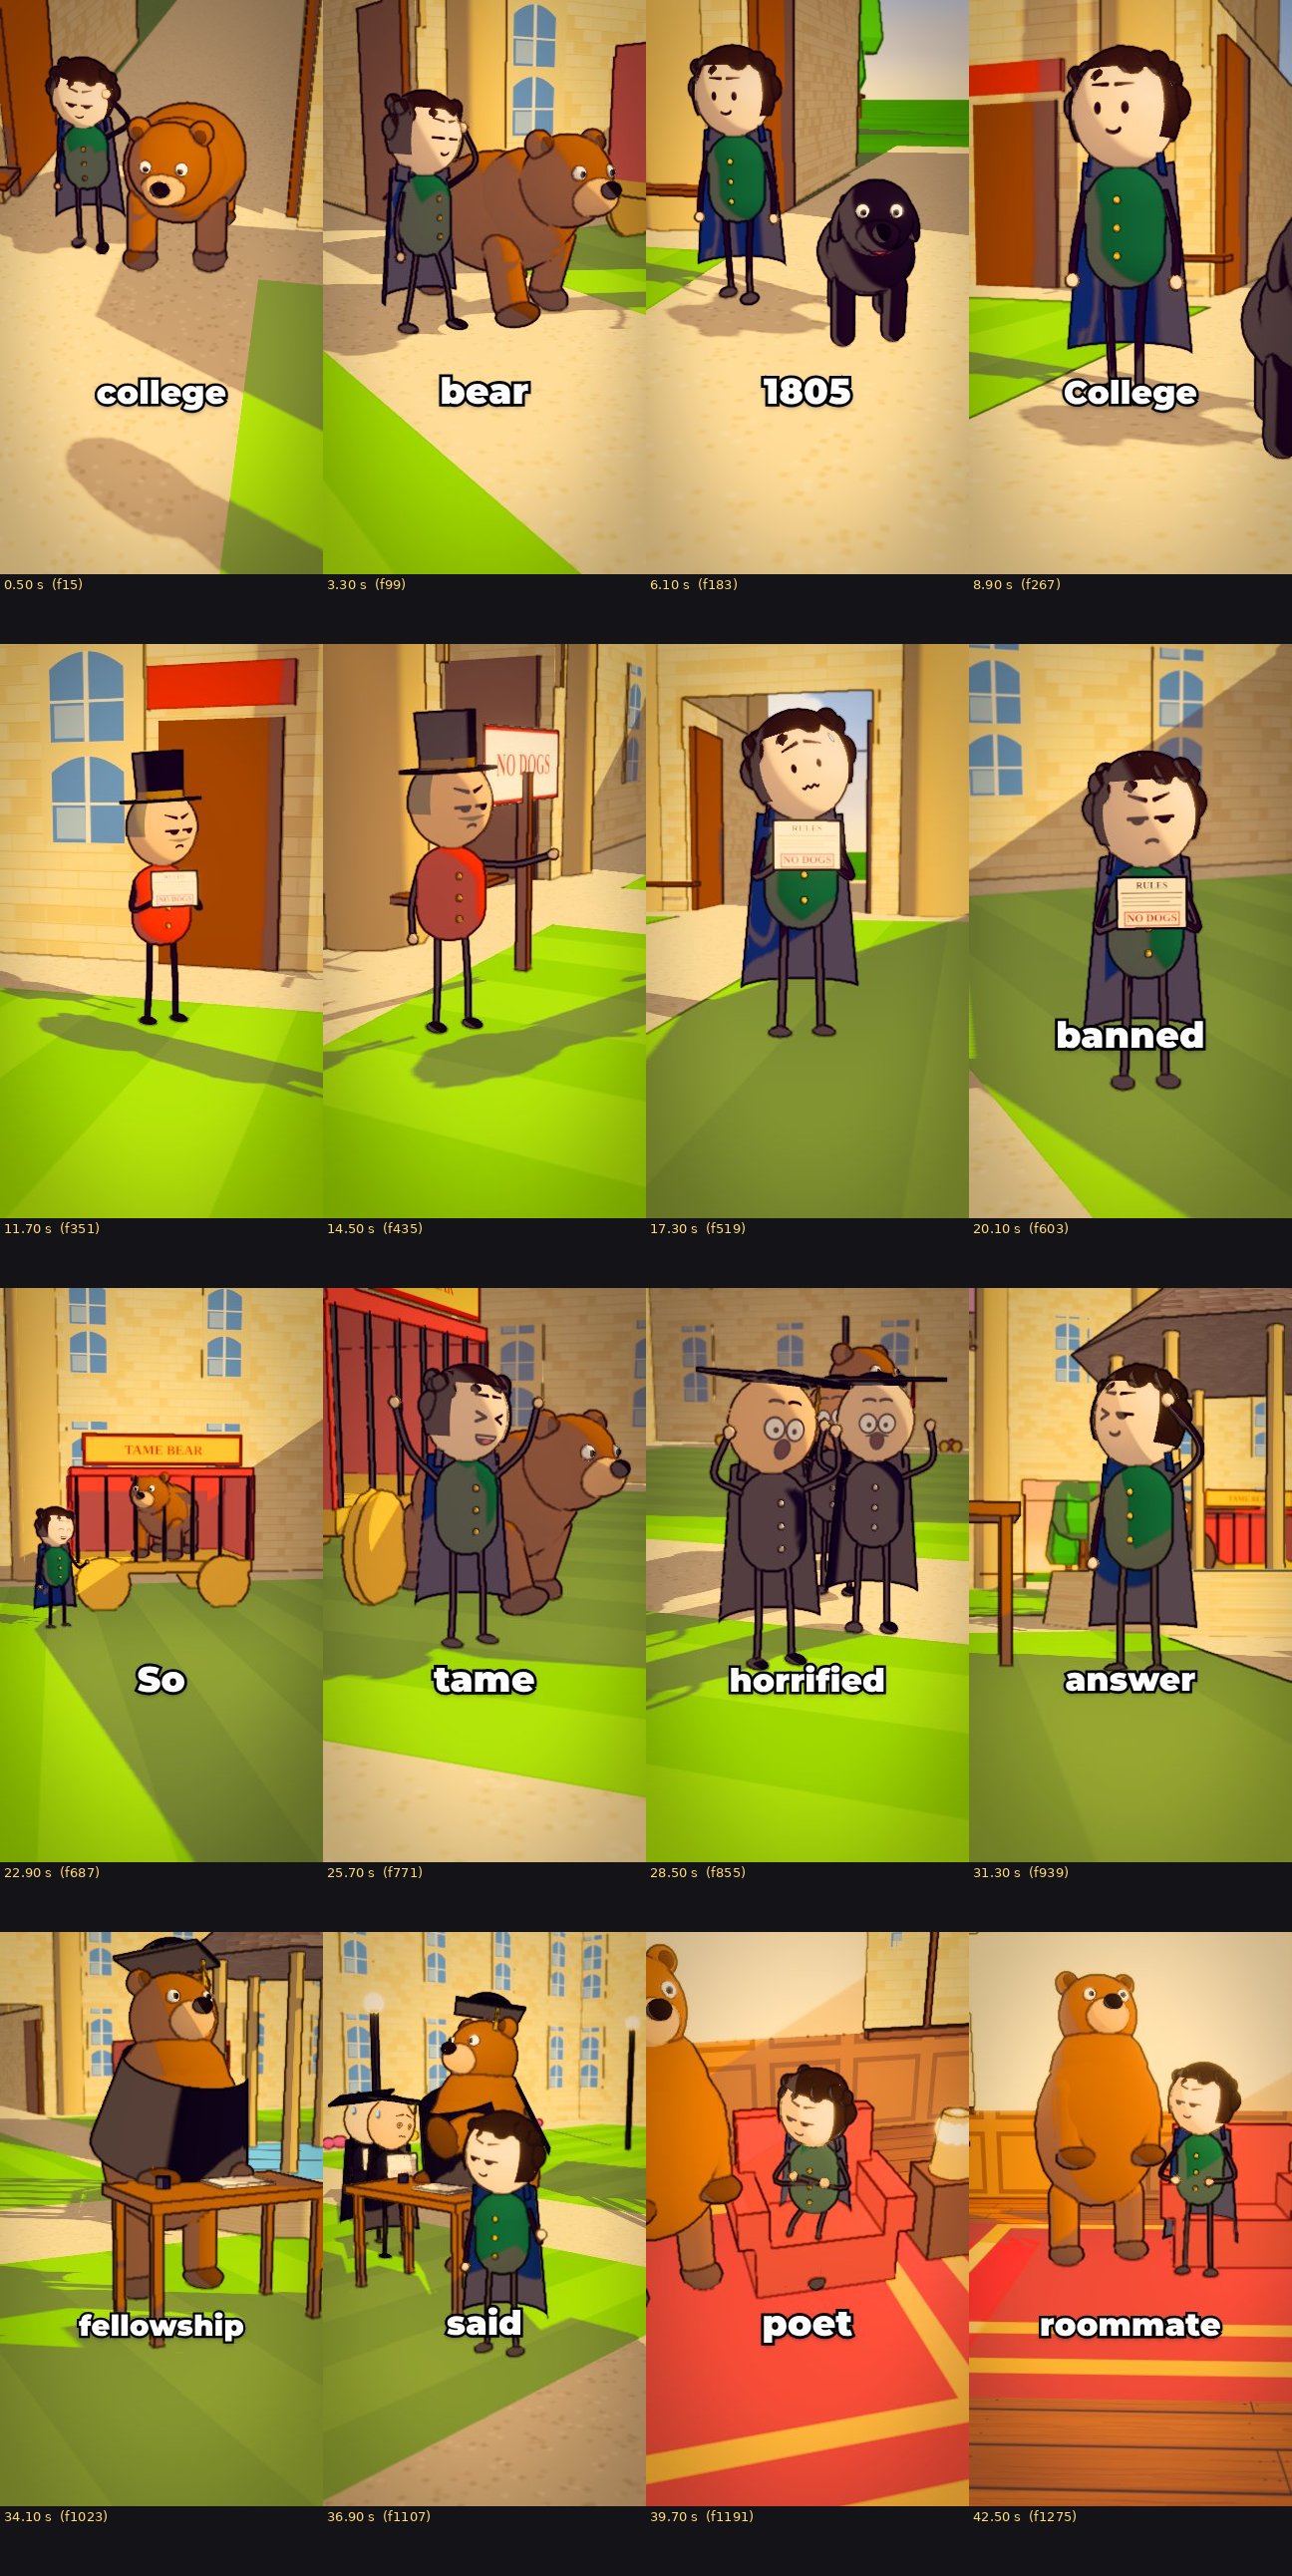 college
bear
1805
College
0.50 s (f15)
3.30 s (f99)
6.10 s (f183)
8.90 s (f267)
NO DOGS
NO DOGS
RULES
NO DOGS
RULES
NO DOGS
banned
11.70 s (f351)
14.50 s (f435)
17.30 s (f519)
20.10 s (f603)
TAME BEAR
So
tame
horrified
answer
22.90 s (f687)
25.70 s (f771)
28.50 s (f855)
31.30 s (f939)
fellowship
said
poet
roommate
34.10 s (f1023)
36.90 s (f1107)
39.70 s (f1191)
42.50 s (f1275)